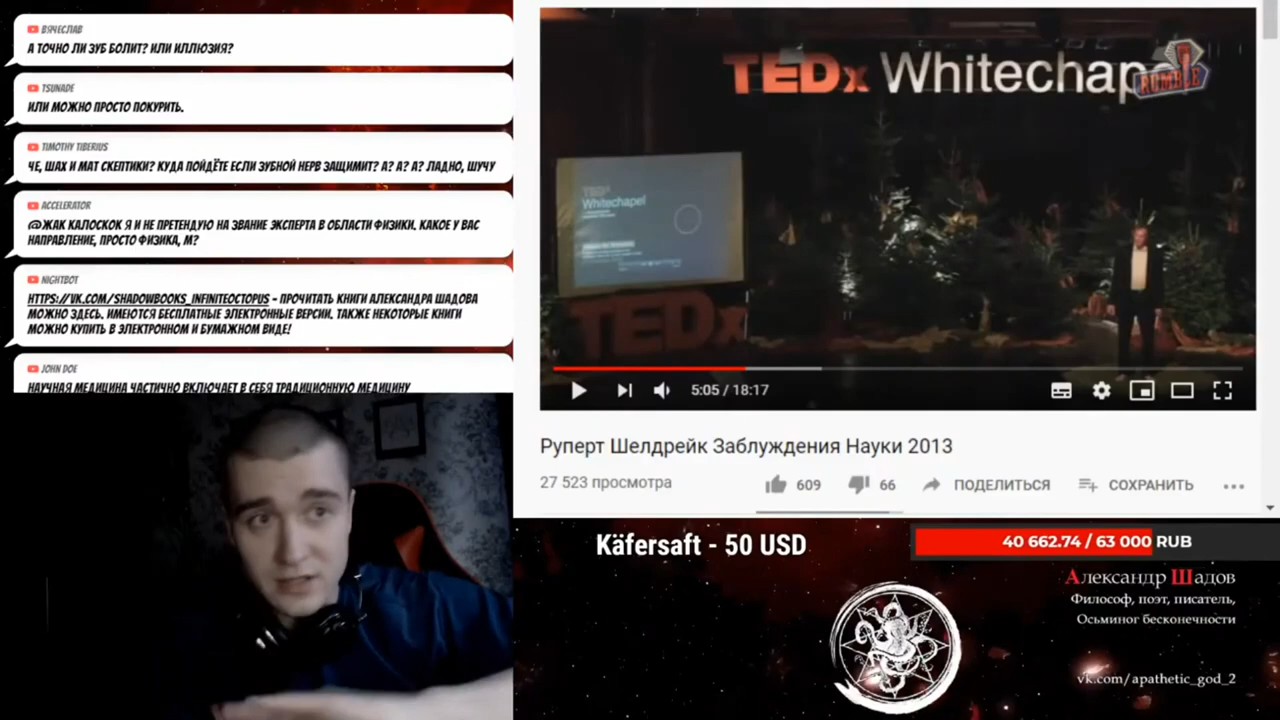 ВЯЧЕСЛАВ
А ТОЧНО ЛИ ЗУБ БОЛИТ? ИЛИ ИЛЛЮЗИЯ?
TSUNADE
ИЛИ МОЖНО ПРОСТО ПОКУРИТЬ.
TIMOTHY TIBERIUS
ЧЕ, ШАХ И МАТ СКЕПТИКИ? КУДА ПОЙДЁТЕ ЕСЛИ ЗУБНОЙ НЕРВ ЗАЩИМИТ? А? А? А? ЛАДНО, ШУЧУ
ACCELERATOR
@ЖАК КАЛОСКОК Я И НЕ ПРЕТЕНДУЮ НА ЗВАНИЕ ЭКСПЕРТА В ОБЛАСТИ ФИЗИКИ. КАКОЕ У ВАС
НАПРАВЛЕНИЕ, ПРОСТО ФИЗИКА, М?
NIGHTBOT
HTTPS://VK.COM/SHADOWBOOKS_INFINITEOCTOPUS - ПРОЧИТАТЬ КНИГИ АЛЕКСАНДРА ШАДОВА
МОЖНО ЗДЕСЬ. ИМЕЮТСЯ БЕСПЛАТНЫЕ ЭЛЕКТРОННЫЕ ВЕРСИИ. ТАКЖЕ НЕКОТОРЫЕ КНИГИ
МОЖНО КУПИТЬ В ЭЛЕКТРОННОМ И БУМАЖНОМ ВИДЕ!
JOHN DOE
НАУЧНАЯ МЕДИЦИНА ЧАСТИЧНО ВКЛЮЧАЕТ В СЕБЯ ТРАДИЦИОННУЮ МЕДИЦИНУ
TEDx Whitechap
RUMBLE
TEDx
Whitechapel
TEDx
5:05 / 18:17
Руперт Шелдрейк Заблуждения Науки 2013
27 523 просмотра
609
66
ПОДЕЛИТЬСЯ
СОХРАНИТЬ
Käfersaft - 50 USD
40 662.74 / 63 000 RUB
Александр Шадов
Философ, поэт, писатель,
Осьминог бесконечности
vk.com/apathetic_god_2